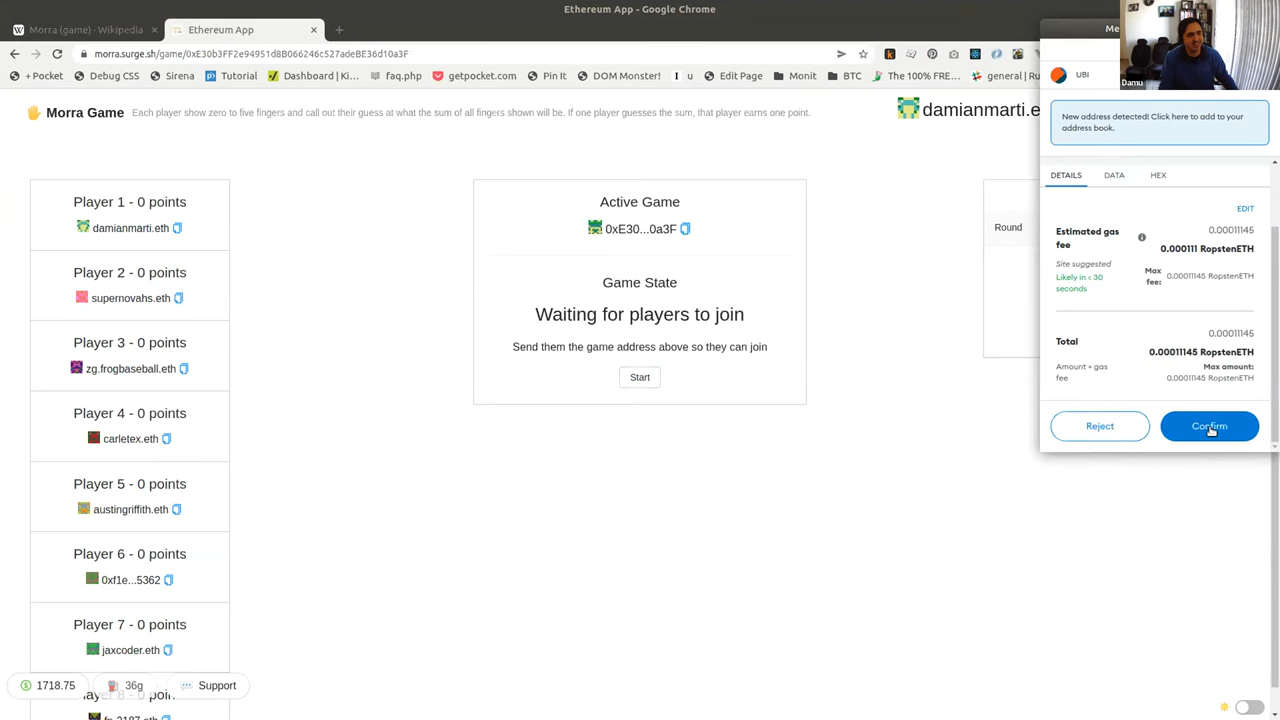 Ethereum App - Google Chrome
Morra (game) - Wikipedia
Ethereum App
Me
morra.surge.sh/game/0xE30b3FF2e94951d8B066246c527adeBE36d10a3F
+ Pocket
Debug CSS
Sirena
Tutorial
Dashboard | Ki...
faq.php
getpocket.com
Pin It
DOM Monster!
u
Edit Page
Monit
BTC
The 100% FRE...
general | Ru
UBI
Damu
Morra Game
Each player show zero to five fingers and call out their guess at what the sum of all fingers shown will be. If one player guesses the sum, that player earns one point.
damianmarti.e
New address detected! Click here to add to your
address book.
DETAILS
DATA
HEX
EDIT
Estimated gas
fee
0.00011145
0.000111 RopstenETH
Site suggested
Likely in < 30
seconds
Max
fee:
0.00011145 RopstenETH
Total
0.00011145
0.00011145 RopstenETH
Amount + gas
fee
Max amount:
0.00011145 RopstenETH
Reject
Confirm
Player 1 - 0 points
damianmarti.eth
Player 2 - 0 points
supernovahs.eth
Player 3 - 0 points
zg.frogbaseball.eth
Player 4 - 0 points
carletex.eth
Player 5 - 0 points
austingriffith.eth
Player 6 - 0 points
0xf1e...5362
Player 7 - 0 points
jaxcoder.eth
Active Game
0xE30...0a3F
Game State
Waiting for players to join
Send them the game address above so they can join
Start
Round
1718.75
36g
Support